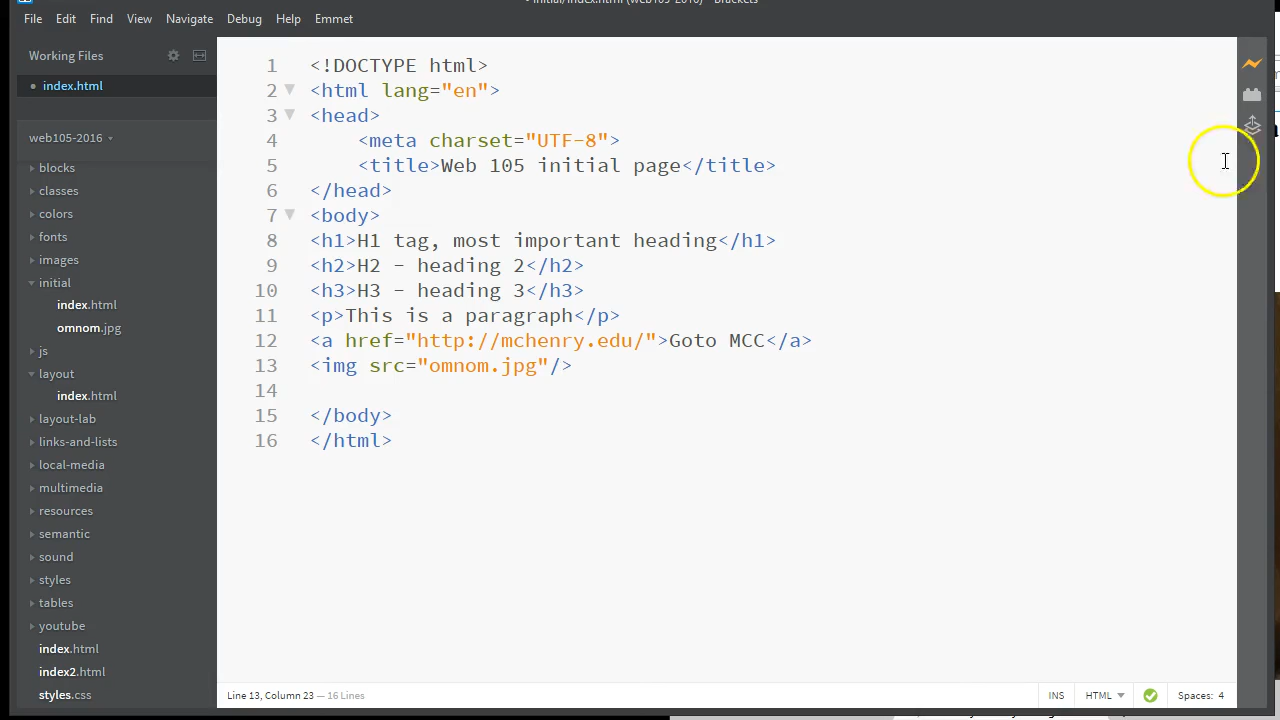 initial/index.html (web105-2016) - Brackets
File Edit Find View Navigate Debug Help Emmet
Working Files
index.html
web105-2016
blocks
classes
colors
fonts
images
initial
index.html
omnom.jpg
js
layout
index.html
layout-lab
links-and-lists
local-media
multimedia
resources
semantic
sound
styles
tables
youtube
index.html
index2.html
styles.css
1 <!DOCTYPE html>
2 <html lang="en">
3 <head>
4 <meta charset="UTF-8">
5 <title>Web 105 initial page</title>
6 </head>
7 <body>
8 <h1>H1 tag, most important heading</h1>
9 <h2>H2 - heading 2</h2>
10 <h3>H3 - heading 3</h3>
11 <p>This is a paragraph</p>
12 <a href="http://mchenry.edu/">Goto MCC</a>
13 <img src="omnom.jpg"/>
14
15 </body>
16 </html>
Line 13, Column 23 — 16 Lines
INS HTML Spaces: 4